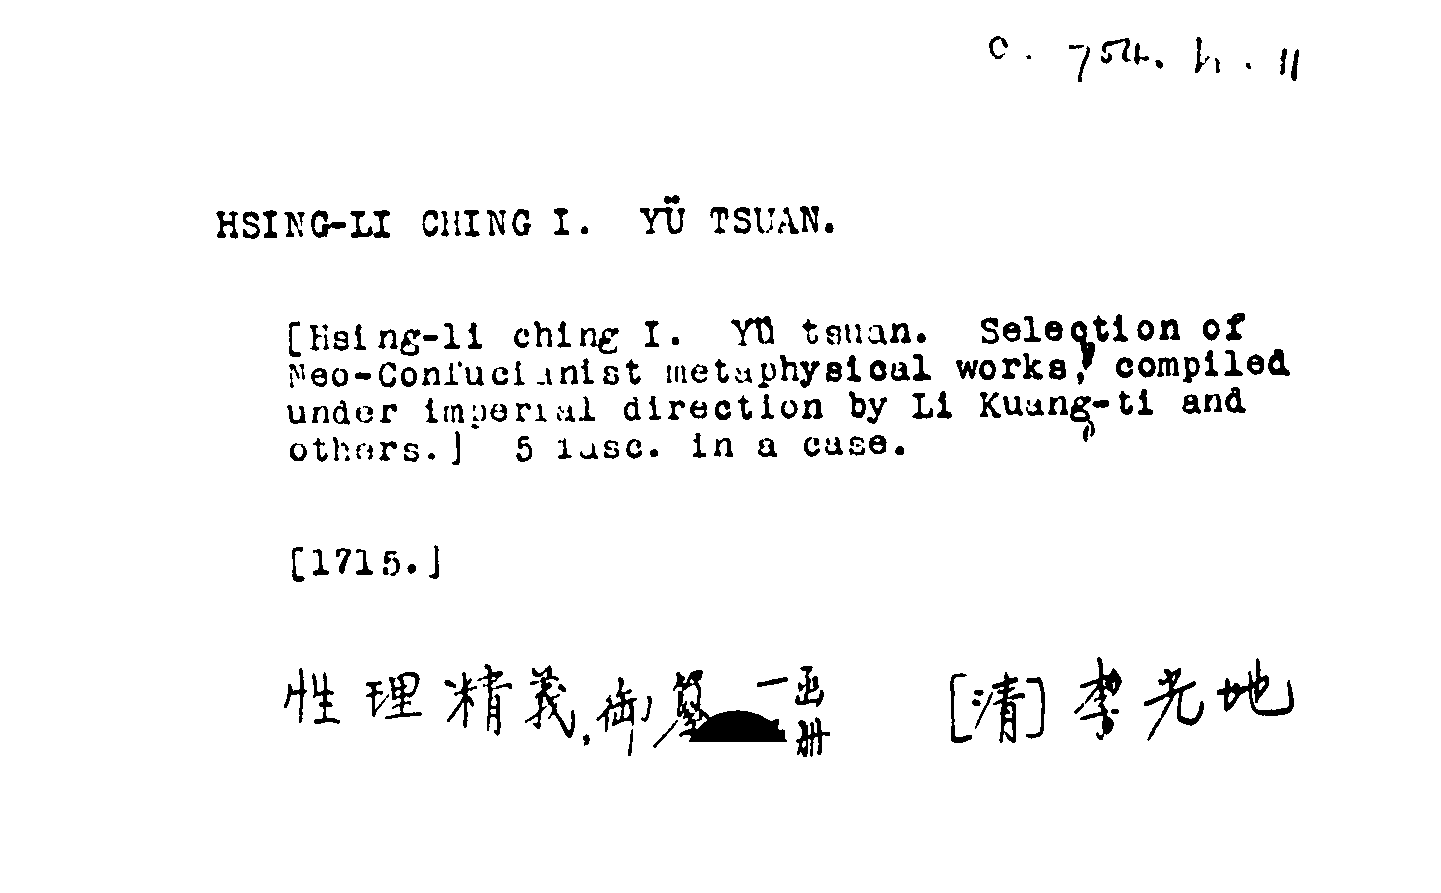 c. 754. h. 11
HSING-LI CHING I. YÜ TSUAN.
[Hsing-li ching I. YÜ tsuan. Selection of
Neo-Confucianist metaphysical works, compiled
under imperial direction by Li Kuang-ti and
others.] 5 fasc. in a case.
[1715.]
性理精義, 御纂 一函 冊 [清] 李光地